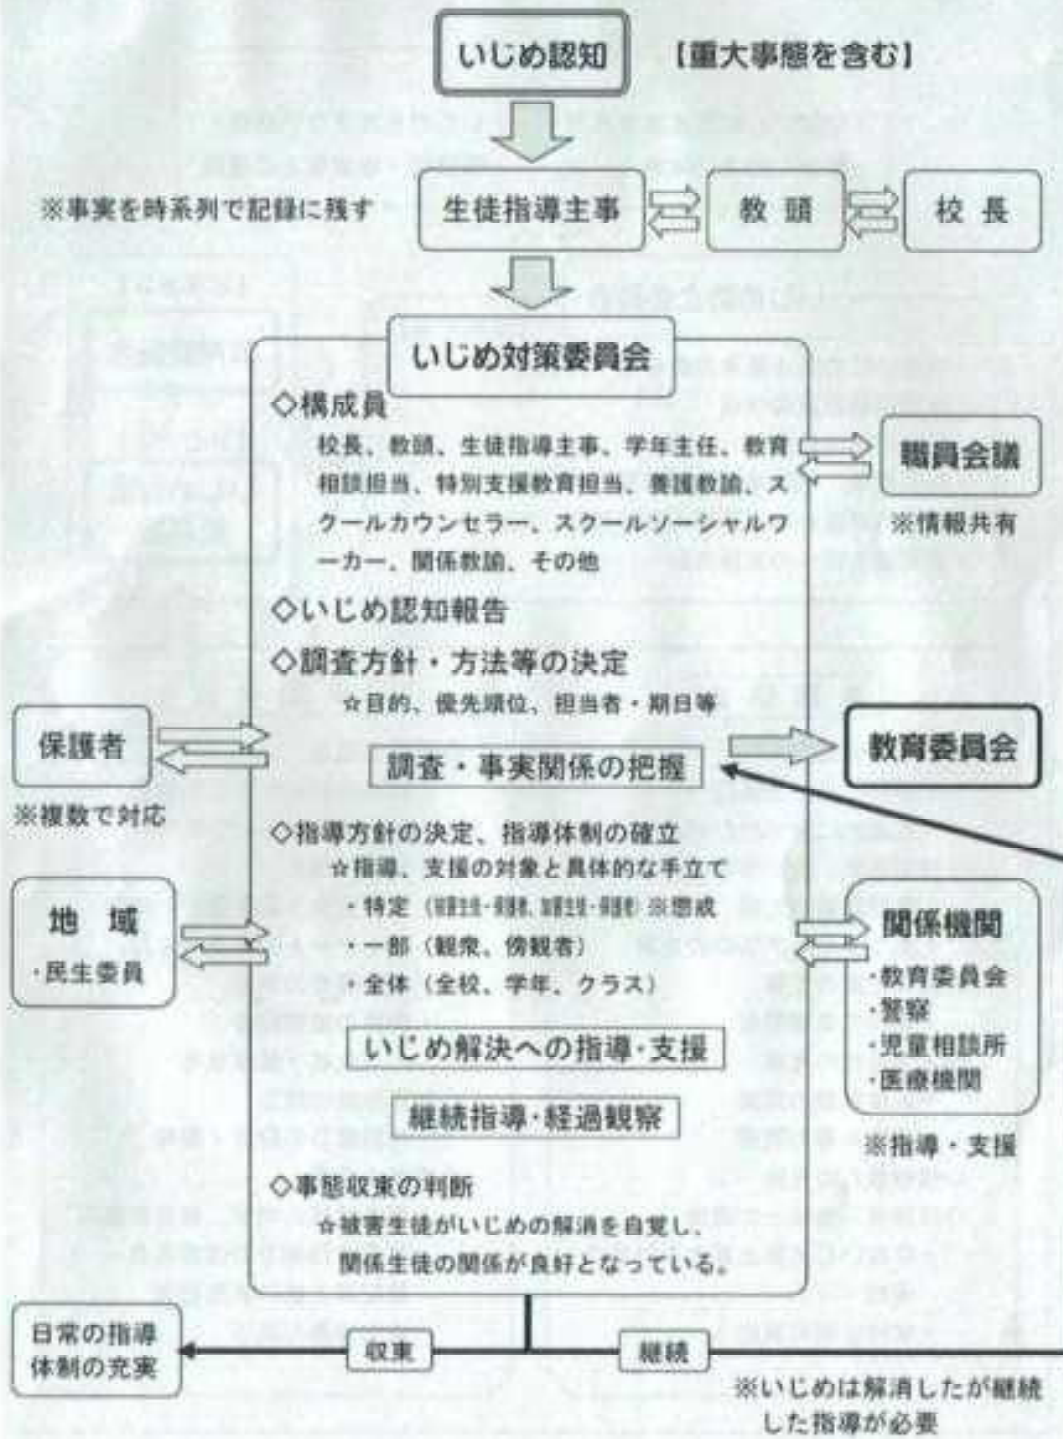 いじめ認知
【重大事態を含む】
※事実を時系列で記録に残す
生徒指導主事
教 頭
校 長
いじめ対策委員会
◇構成員
校長、教頭、生徒指導主事、学年主任、教育
相談担当、特別支援教育担当、養護教諭、ス
クールカウンセラー、スクールソーシャルワ
ーカー、関係教諭、その他
職員会議
※情報共有
◇いじめ認知報告
◇調査方針・方法等の決定
☆目的、優先順位、担当者・期日等
保護者
※複数で対応
調査・事実関係の把握
教育委員会
◇指導方針の決定、指導体制の確立
☆指導、支援の対象と具体的な手立て
・特定(被害生徒・保護者、加害生徒・保護者)※懲戒
・一部(観衆、傍観者)
・全体(全校、学年、クラス)
地 域
・民生委員
関係機関
・教育委員会
・警察
・児童相談所
・医療機関
※指導・支援
いじめ解決への指導・支援
継続指導・経過観察
◇事態収束の判断
☆被害生徒がいじめの解消を自覚し、
関係生徒の関係が良好となっている。
日常の指導
体制の充実
収束
継続
※いじめは解消したが継続
した指導が必要